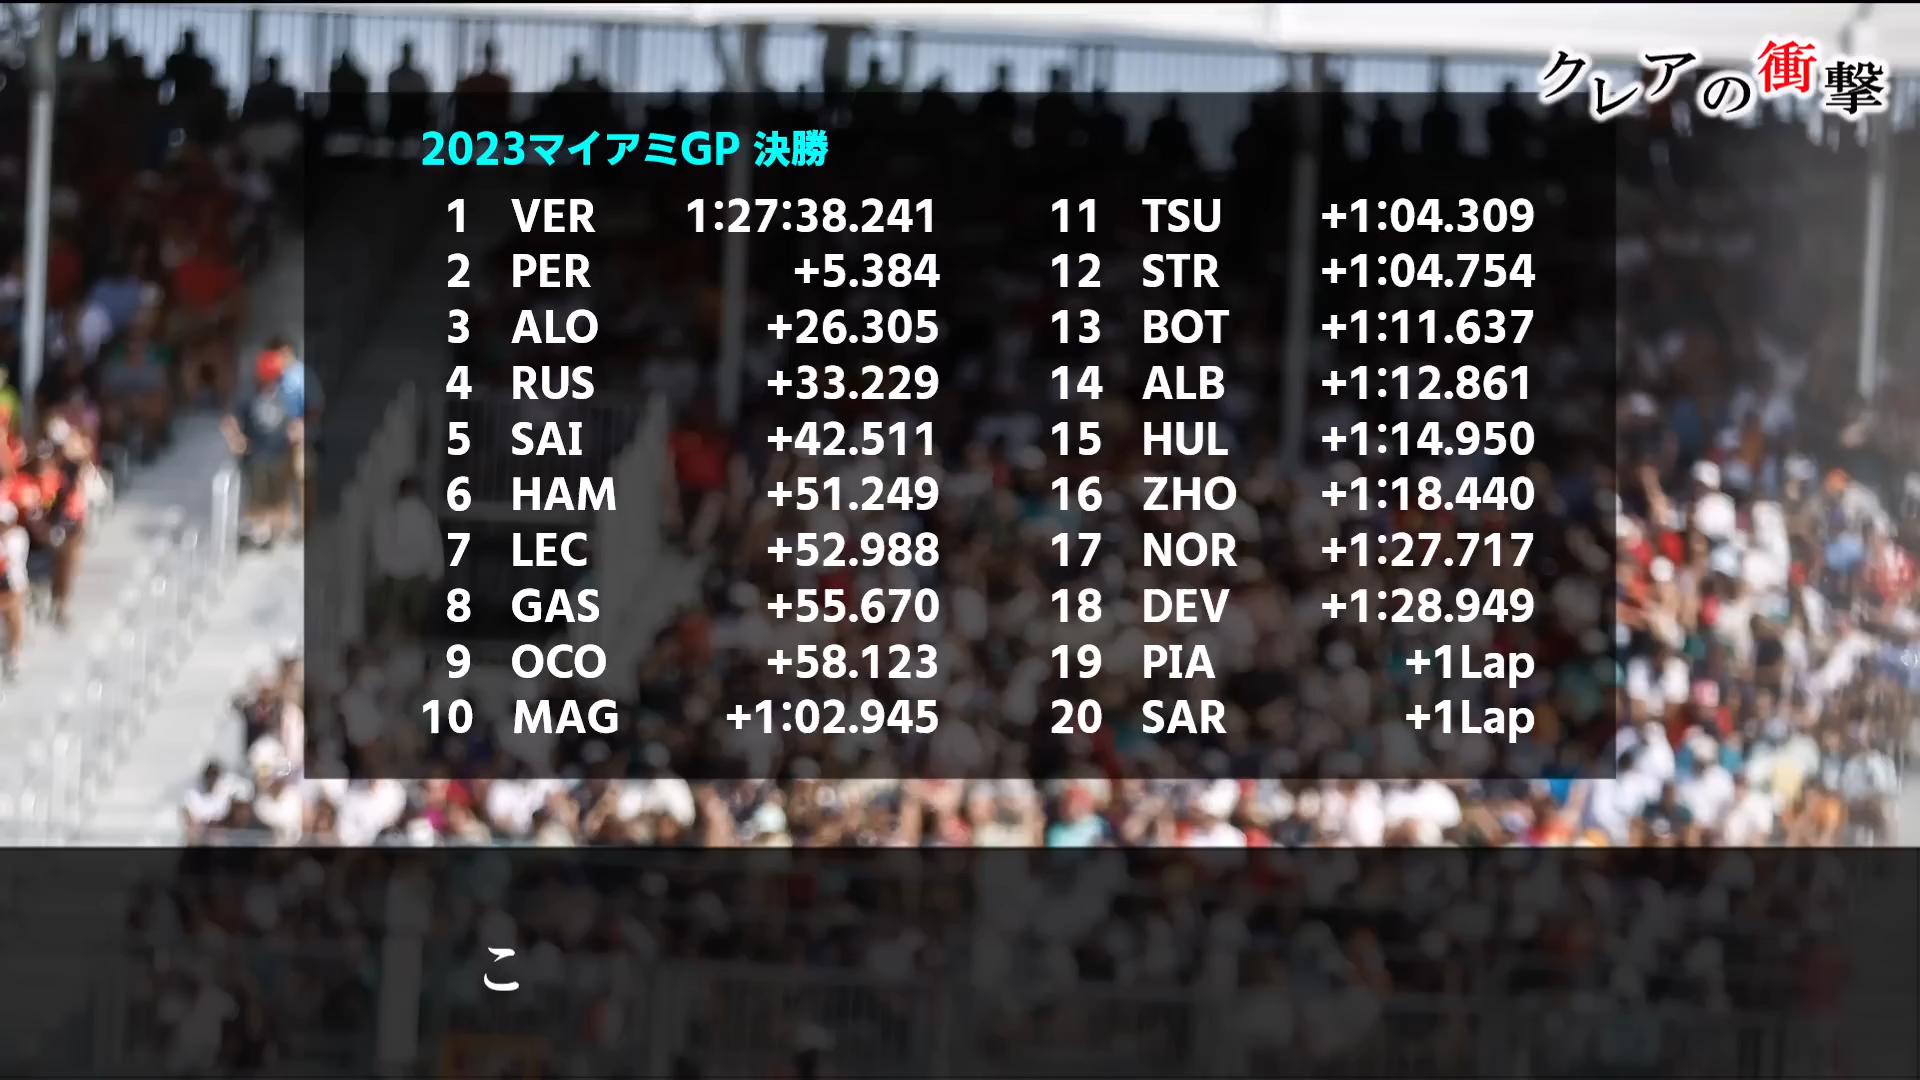 クレアの衝撃
2023マイアミGP 決勝
1 VER 1:27:38.241
2 PER +5.384
3 ALO +26.305
4 RUS +33.229
5 SAI +42.511
6 HAM +51.249
7 LEC +52.988
8 GAS +55.670
9 OCO +58.123
10 MAG +1:02.945
11 TSU +1:04.309
12 STR +1:04.754
13 BOT +1:11.637
14 ALB +1:12.861
15 HUL +1:14.950
16 ZHO +1:18.440
17 NOR +1:27.717
18 DEV +1:28.949
19 PIA +1Lap
20 SAR +1Lap
こ